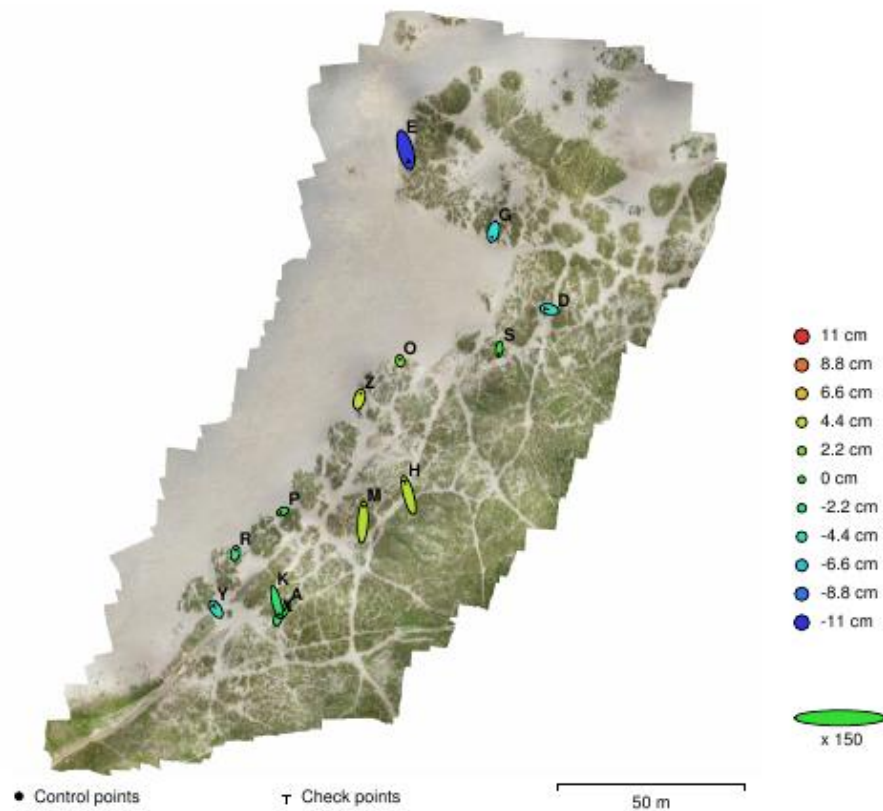 E
G
D
S
O
Z
H
M
P
R
K
A
Y
11 cm
8.8 cm
6.6 cm
4.4 cm
2.2 cm
0 cm
-2.2 cm
-4.4 cm
-6.6 cm
-8.8 cm
-11 cm
x 150
Control points
Check points
50 m